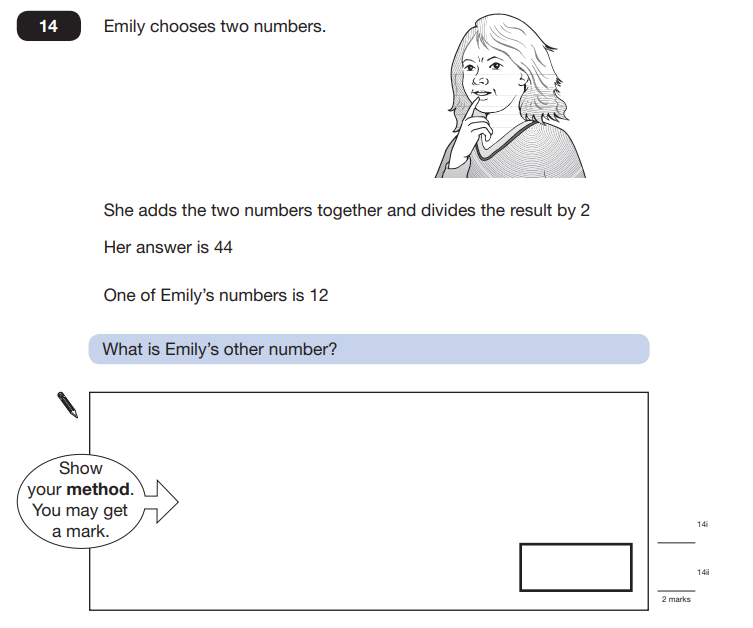 14
Emily chooses two numbers.
She adds the two numbers together and divides the result by 2
Her answer is 44
One of Emily’s numbers is 12
What is Emily’s other number?
Show
your method.
You may get
a mark.
14i
14ii
2 marks